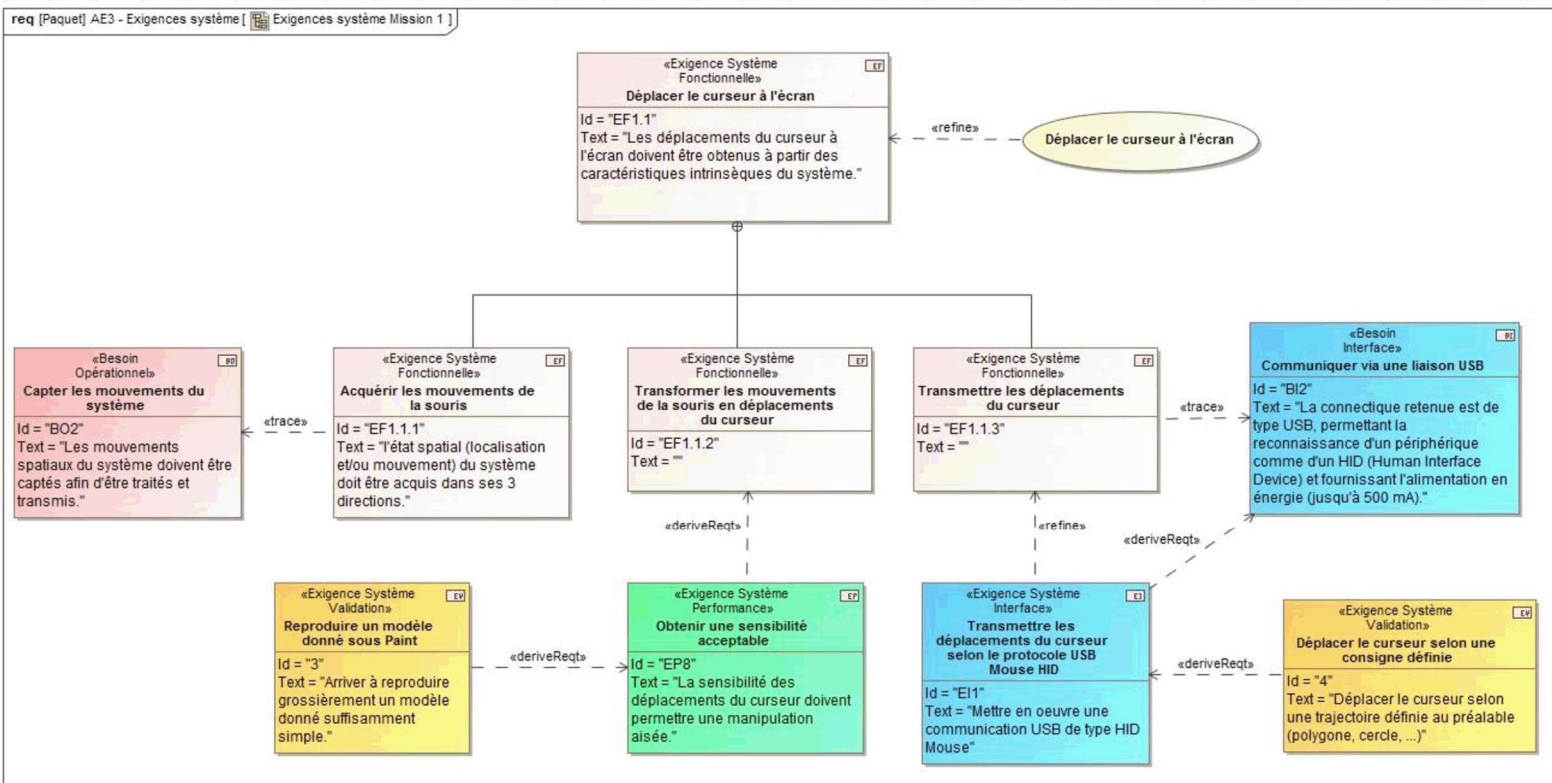 req [Paquet] AE3 - Exigences système [ Exigences système Mission 1 ]
«Exigence Système
Fonctionnelle»
EF
Déplacer le curseur à l'écran
Id = "EF1.1"
Text = "Les déplacements du curseur à
l'écran doivent être obtenus à partir des
caractéristiques intrinsèques du système."
«refine»
Déplacer le curseur à l'écran
«Besoin
Opérationnel»
BO
Capter les mouvements du
système
Id = "BO2"
Text = "Les mouvements
spatiaux du système doivent être
captés afin d'être traités et
transmis."
«trace»
«Exigence Système
Fonctionnelle»
EF
Acquérir les mouvements de
la souris
Id = "EF1.1.1"
Text = "l'état spatial (localisation
et/ou mouvement) du système
doit être acquis dans ses 3
directions."
«Exigence Système
Fonctionnelle»
EF
Transformer les mouvements
de la souris en déplacements
du curseur
Id = "EF1.1.2"
Text = ""
«Exigence Système
Fonctionnelle»
EF
Transmettre les déplacements
du curseur
Id = "EF1.1.3"
Text = ""
«trace»
«Besoin
Interface»
BI
Communiquer via une liaison USB
Id = "BI2"
Text = "La connectique retenue est de
type USB, permettant la
reconnaissance d'un périphérique
comme d'un HID (Human Interface
Device) et fournissant l'alimentation en
énergie (jusqu'à 500 mA)."
«deriveReqt»
«refine»
«deriveReqt»
«Exigence Système
Validation»
EV
Reproduire un modèle
donné sous Paint
Id = "3"
Text = "Arriver à reproduire
grossièrement un modèle
donné suffisamment
simple."
«deriveReqt»
«Exigence Système
Performance»
EP
Obtenir une sensibilité
acceptable
Id = "EP8"
Text = "La sensibilité des
déplacements du curseur doivent
permettre une manipulation
aisée."
«Exigence Système
Interface»
EI
Transmettre les
déplacements du curseur
selon le protocole USB
Mouse HID
Id = "EI1"
Text = "Mettre en oeuvre une
communication USB de type HID
Mouse"
«deriveReqt»
«Exigence Système
Validation»
EV
Déplacer le curseur selon une
consigne définie
Id = "4"
Text = "Déplacer le curseur selon
une trajectoire définie au préalable
(polygone, cercle, ...)"